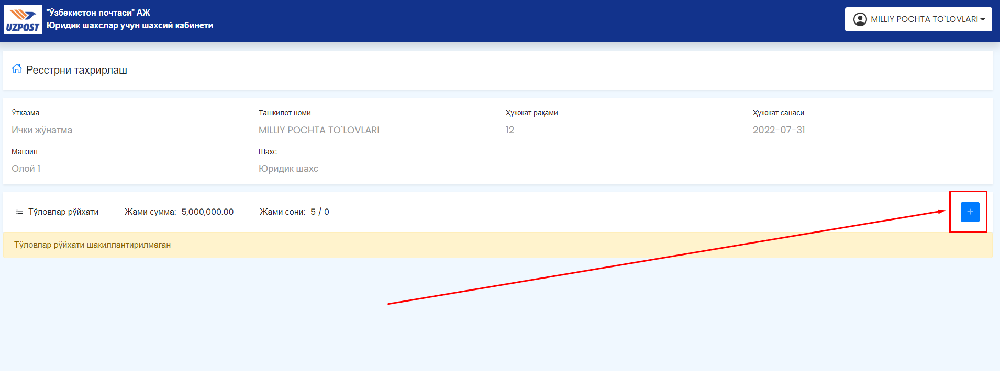 "Ўзбекистон почтаси" АЖ
Юридик шахслар учун шахсий кабинети
UZPOST
MILLIY POCHTA TO`LOVLARI
Ресстрни тахрирлаш
Ўтказма
Ташкилот номи
Ҳужжат рақами
Ҳужжат санаси
Ички жўнатма
MILLIY POCHTA TO`LOVLARI
12
2022-07-31
Манзил
Шахс
Олой 1
Юридик шахс
Тўловлар рўйхати Жами сумма: 5,000,000.00 Жами сони: 5 / 0
+
Тўловлар рўйхати шакиллантирилмаган